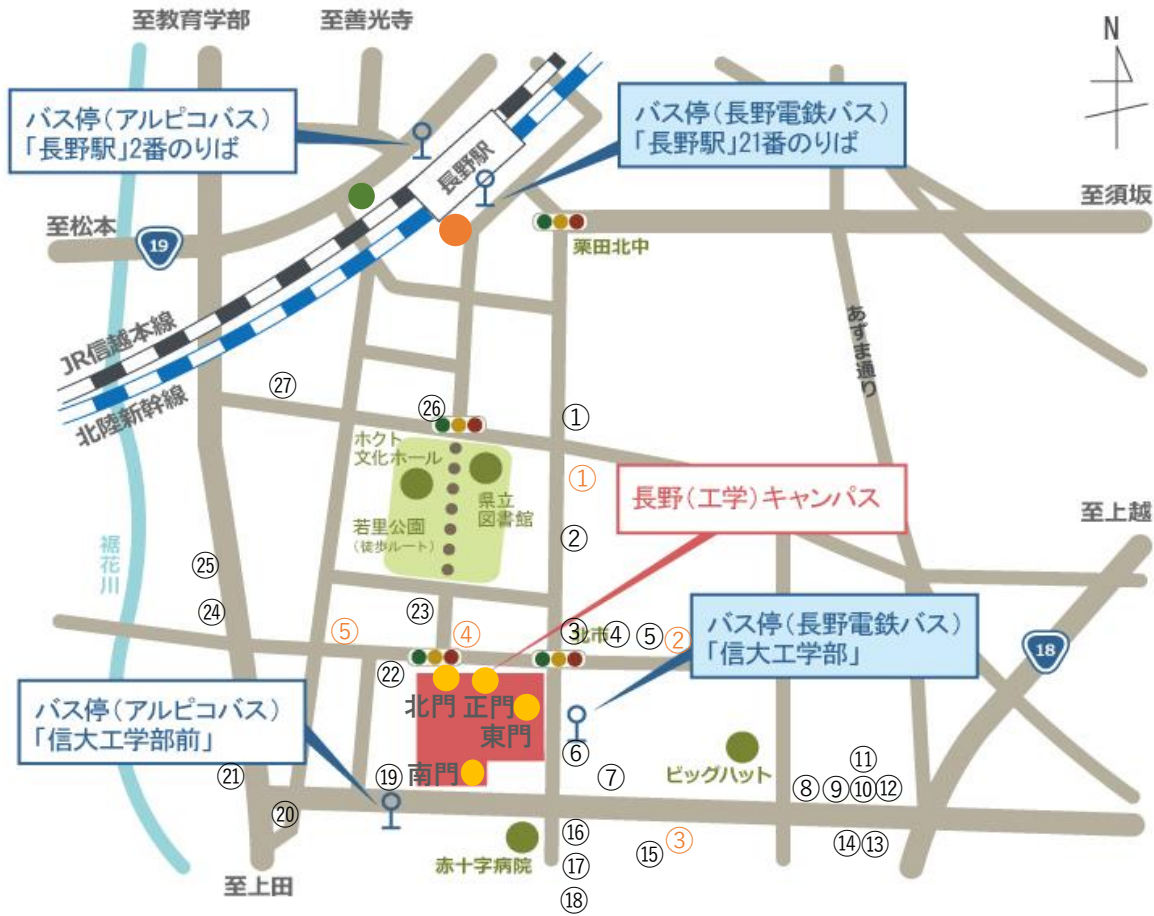 至教育学部
至善光寺
N
バス停(アルピコバス)
「長野駅」2番のりば
バス停(長野電鉄バス)
「長野駅」21番のりば
長野駅
至松本
19
至須坂
栗田北中
JR信越本線
北陸新幹線
あずま通り
㉗
㉖
①
ホクト
文化ホール
県立
図書館
①
長野(工学)キャンパス
若里公園
(徒歩ルート)
②
至上越
裾花川
㉕
㉔
㉓
⑤
④
北市
③
④
⑤
②
バス停(長野電鉄バス)
「信大工学部」
18
㉒
北門
正門
東門
南門
バス停(アルピコバス)
「信大工学部前」
⑥
⑦
ビッグハット
㉑
⑲
⑪
⑧
⑨
⑩
⑫
⑳
赤十字病院
⑯
⑰
⑱
⑮
③
⑭
⑬
至上田